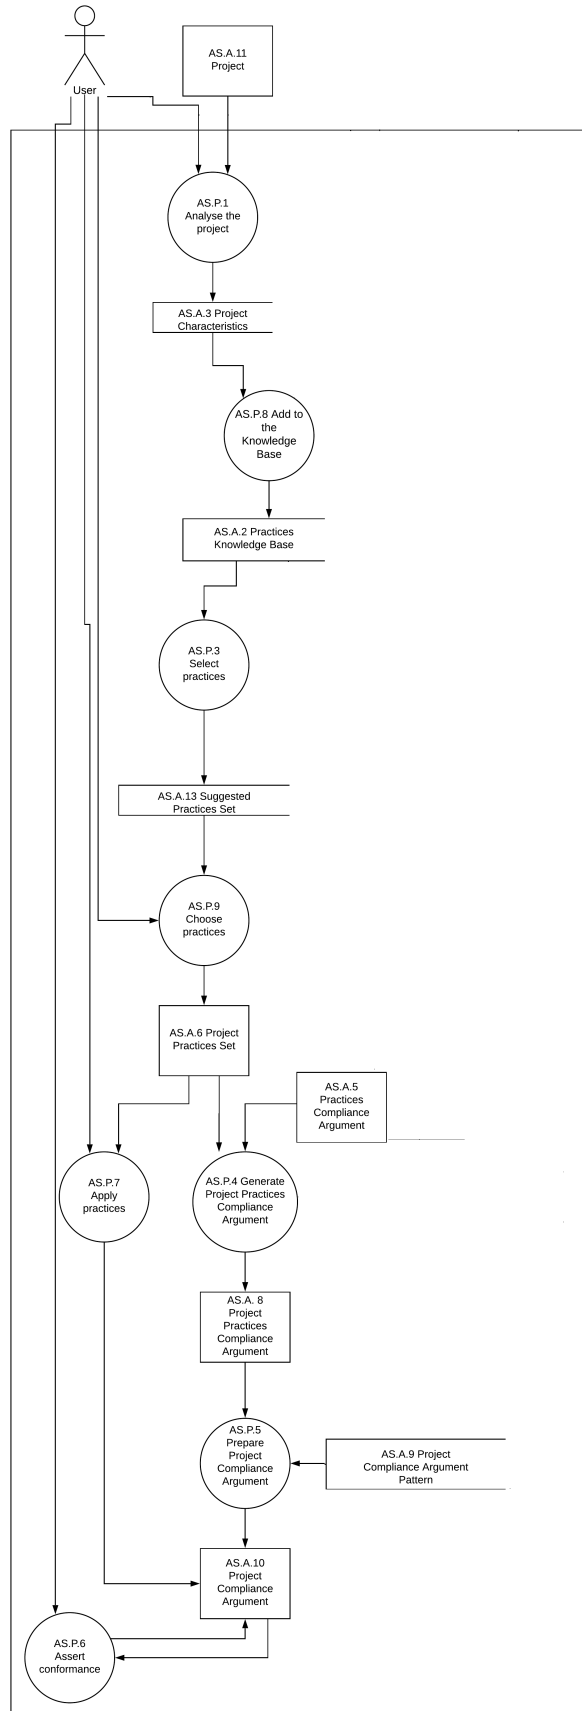 User
AS.A.11
Project
AS.P.1
Analyse the
project
AS.A.3 Project
Characteristics
AS.P.8 Add to
the
Knowledge
Base
AS.A.2 Practices
Knowledge Base
AS.P.3
Select
practices
AS.A.13 Suggested
Practices Set
AS.P.9
Choose
practices
AS.A.6 Project
Practices Set
AS.A.5
Practices
Compliance
Argument
AS.P.7
Apply
practices
AS.P.4 Generate
Project Practices
Compliance
Argument
AS.A. 8
Project
Practices
Compliance
Argument
AS.P.5
Prepare
Project
Compliance
Argument
AS.A.9 Project
Compliance Argument
Pattern
AS.A.10
Project
Compliance
Argument
AS.P.6
Assert
conformance